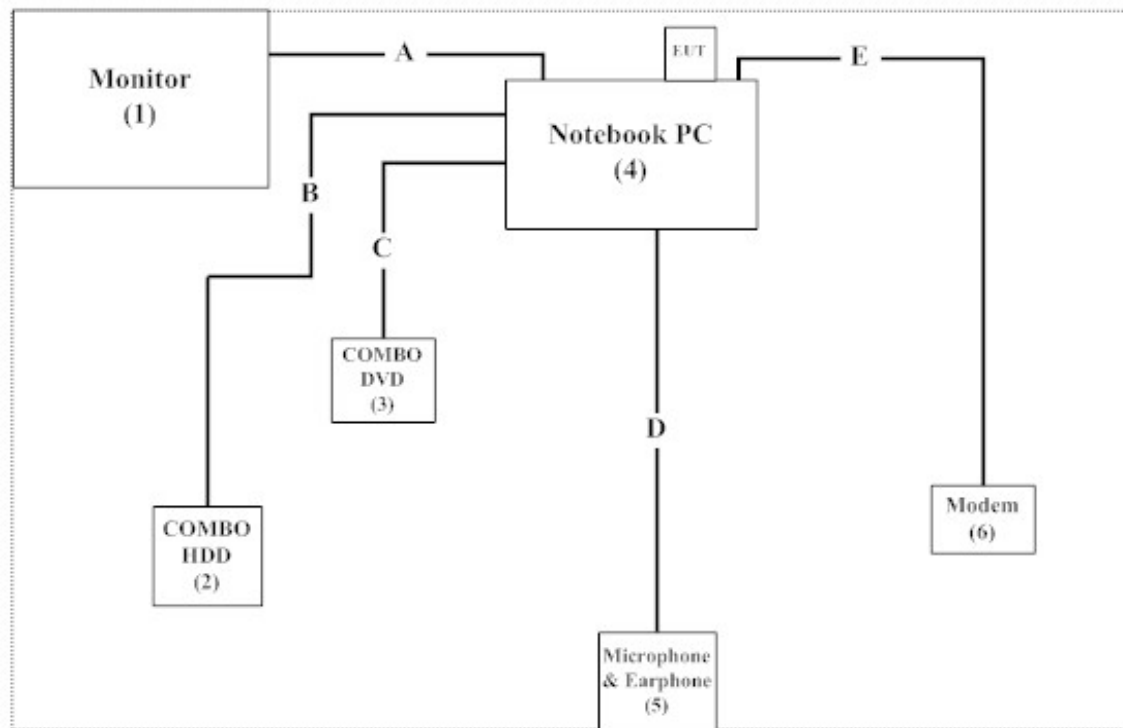 Monitor
(1)
A
EUT
E
Notebook PC
(4)
B
C
COMBO
DVD
(3)
D
COMBO
HDD
(2)
Modem
(6)
Microphone
& Earphone
(5)